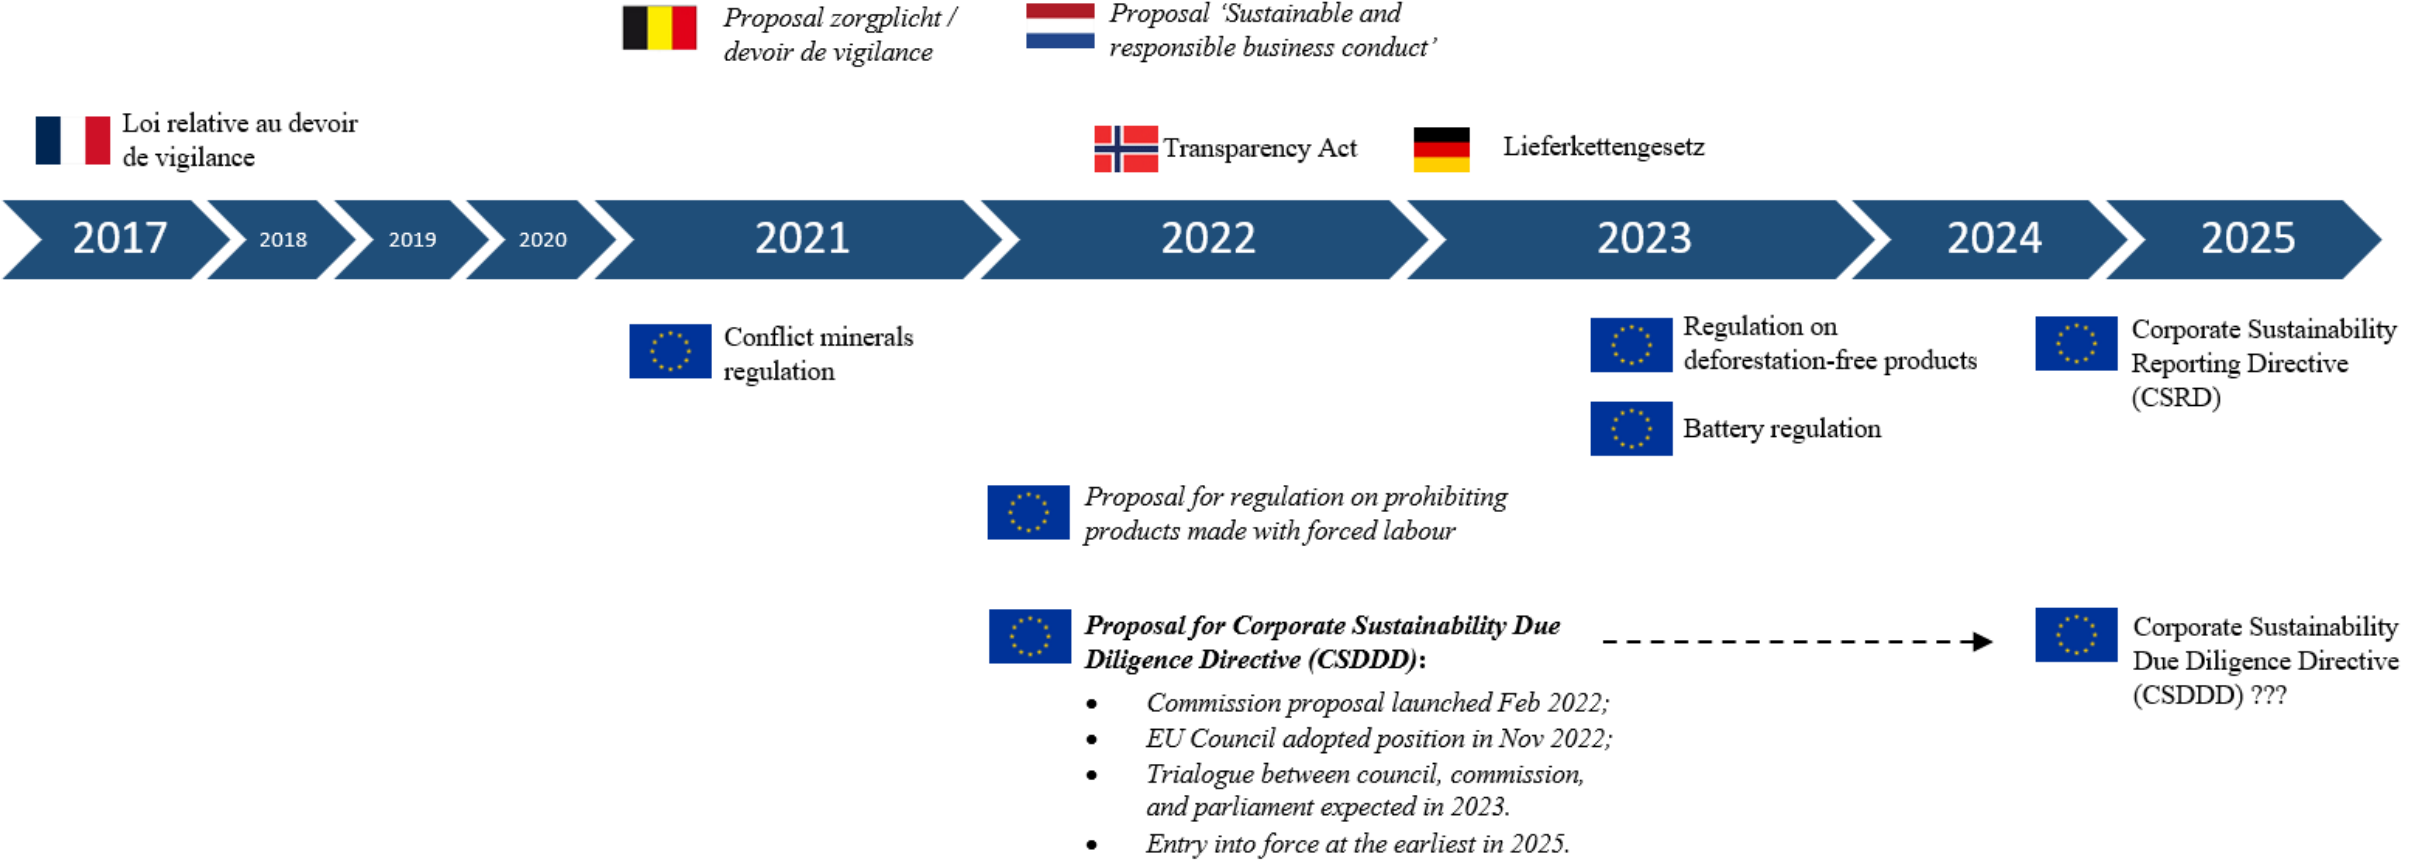 Proposal zorgplicht /
devoir de vigilance
Proposal ‘Sustainable and
responsible business conduct’
Loi relative au devoir
de vigilance
Transparency Act
Lieferkettengesetz
2017
2018
2019
2020
2021
2022
2023
2024
2025
Conflict minerals
regulation
Regulation on
deforestation-free products
Corporate Sustainability
Reporting Directive
(CSRD)
Battery regulation
Proposal for regulation on prohibiting
products made with forced labour
Proposal for Corporate Sustainability Due
Diligence Directive (CSDDD):
• Commission proposal launched Feb 2022;
• EU Council adopted position in Nov 2022;
• Trialogue between council, commission,
and parliament expected in 2023.
• Entry into force at the earliest in 2025.
Corporate Sustainability
Due Diligence Directive
(CSDDD) ???